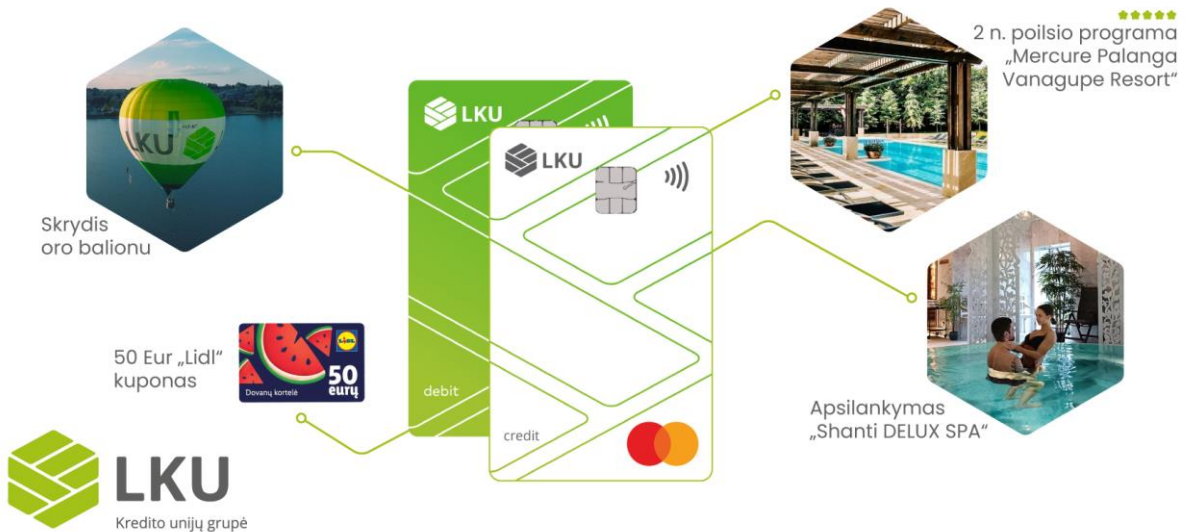 Skrydis
oro balionu
LKU
50 Eur „Lidl“
kuponas
LIDL
50
eurų
Dovanų kortelė
LKU
debit
LKU
credit
2 n. poilsio programa
„Mercure Palanga
Vanagupe Resort“
Apsilankymas
„Shanti DELUX SPA“
LKU
Kredito unijų grupė